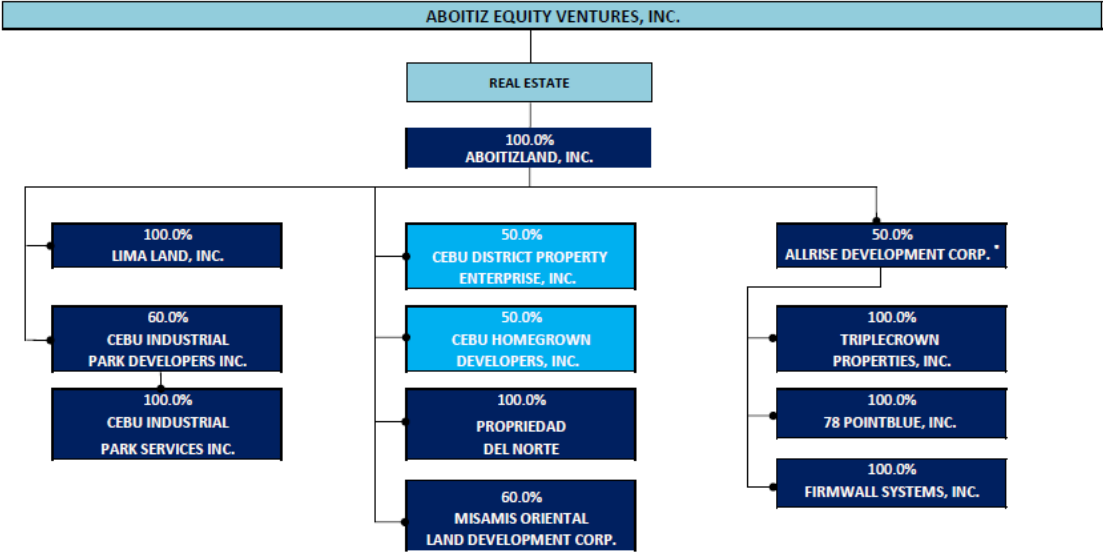 ABOITIZ EQUITY VENTURES, INC.
REAL ESTATE
100.0%
ABOITIZLAND, INC.
100.0%
LIMA LAND, INC.
60.0%
CEBU INDUSTRIAL
PARK DEVELOPERS INC.
100.0%
CEBU INDUSTRIAL
PARK SERVICES INC.
50.0%
CEBU DISTRICT PROPERTY
ENTERPRISE, INC.
50.0%
CEBU HOMEGROWN
DEVELOPERS, INC.
100.0%
PROPRIEDAD
DEL NORTE
60.0%
MISAMIS ORIENTAL
LAND DEVELOPMENT CORP.
50.0%
ALLRISE DEVELOPMENT CORP. *
100.0%
TRIPLECROWN
PROPERTIES, INC.
100.0%
78 POINTBLUE, INC.
100.0%
FIRMWALL SYSTEMS, INC.